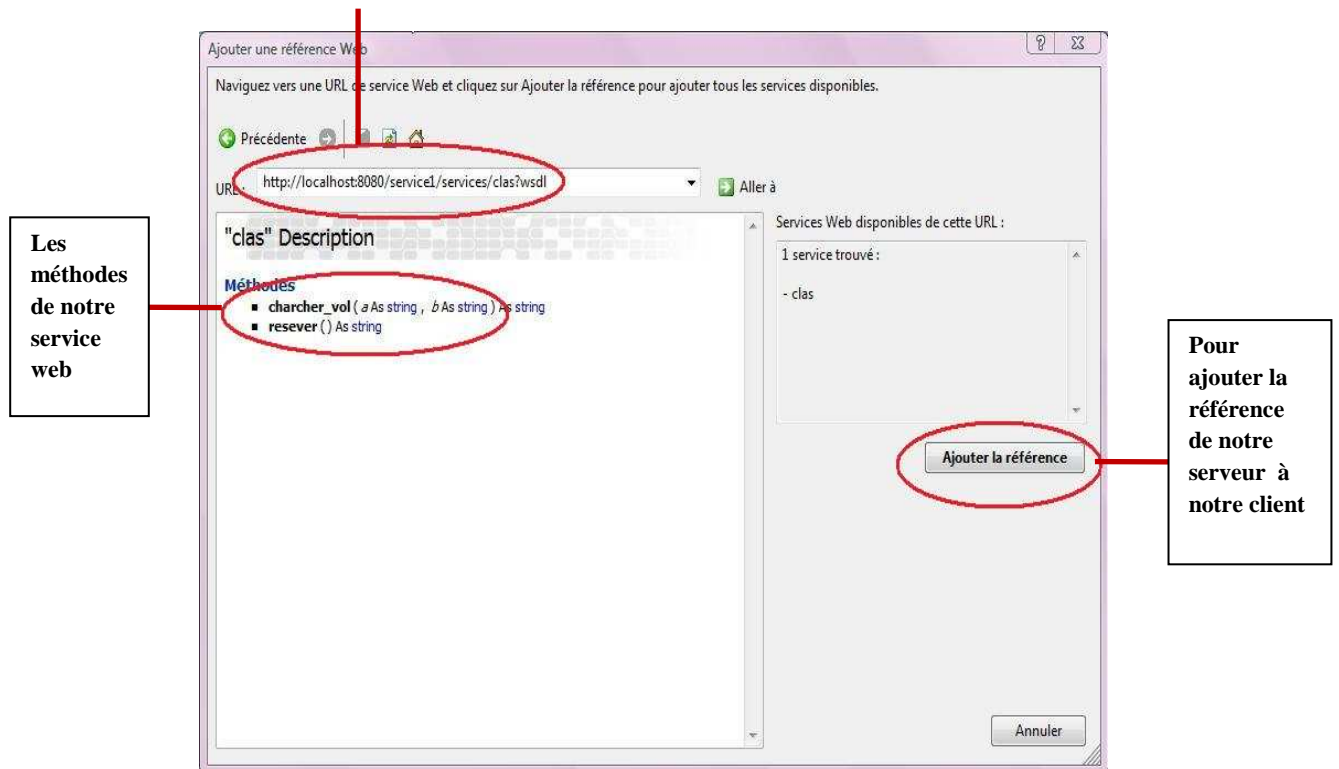 Ajouter une référence Web
Naviguez vers une URL de service Web et cliquez sur Ajouter la référence pour ajouter tous les services disponibles.
Précédente
URL : http://localhost:8080/service1/services/clas?wsdl
Aller à
"clas" Description
Méthodes
charcher_vol ( a As string , b As string ) As string
resever () As string
Services Web disponibles de cette URL :
1 service trouvé :
- clas
Ajouter la référence
Annuler
Les
méthodes
de notre
service
web
Pour
ajouter la
référence
de notre
serveur à
notre client